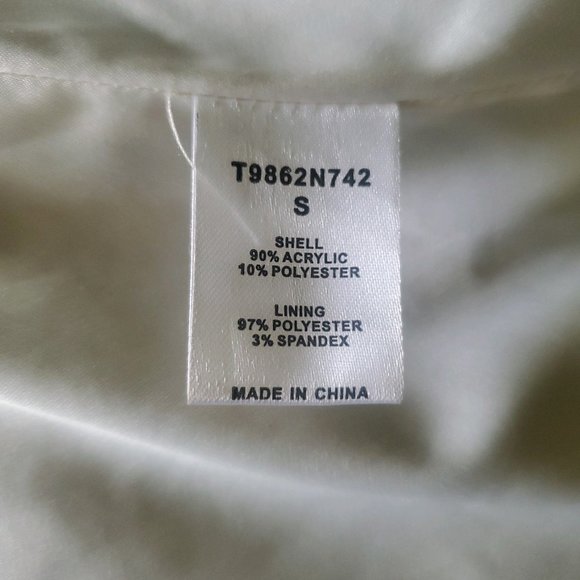 T9862N742
S
SHELL
90% ACRYLIC
10% POLYESTER
LINING
97% POLYESTER
3% SPANDEX
MADE IN CHINA